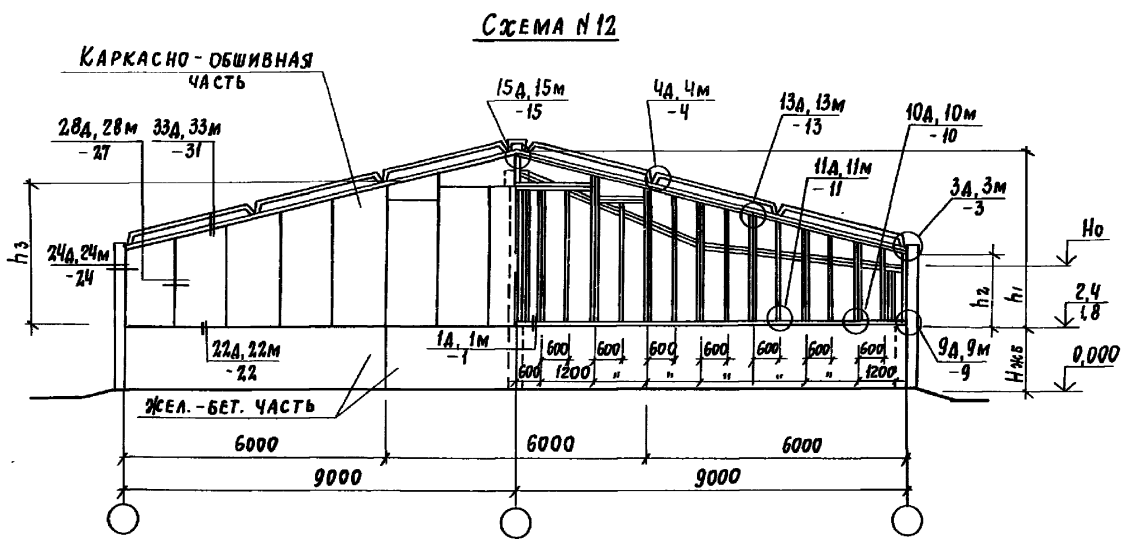 СХЕМА N 12
КАРКАСНО-ОБШИВНАЯ
ЧАСТЬ
15Д, 15м
-15
4Д, 4м
-4
13Д, 13м
-13
10Д, 10м
-10
28Д, 28м
-27
33Д, 33м
-31
11Д, 11м
-11
3Д, 3м
-3
24Д, 24м
-24
h3
h2
h1
Но
2,4
1,8
22Д, 22м
-22
1Д, 1м
-1
600
600
600
600
600
600
600
600
1200
"
"
"
"
"
1200
9Д, 9м
-9
Нжб
0,000
ЖЕЛ.-БЕТ. ЧАСТЬ
6000
6000
6000
9000
9000